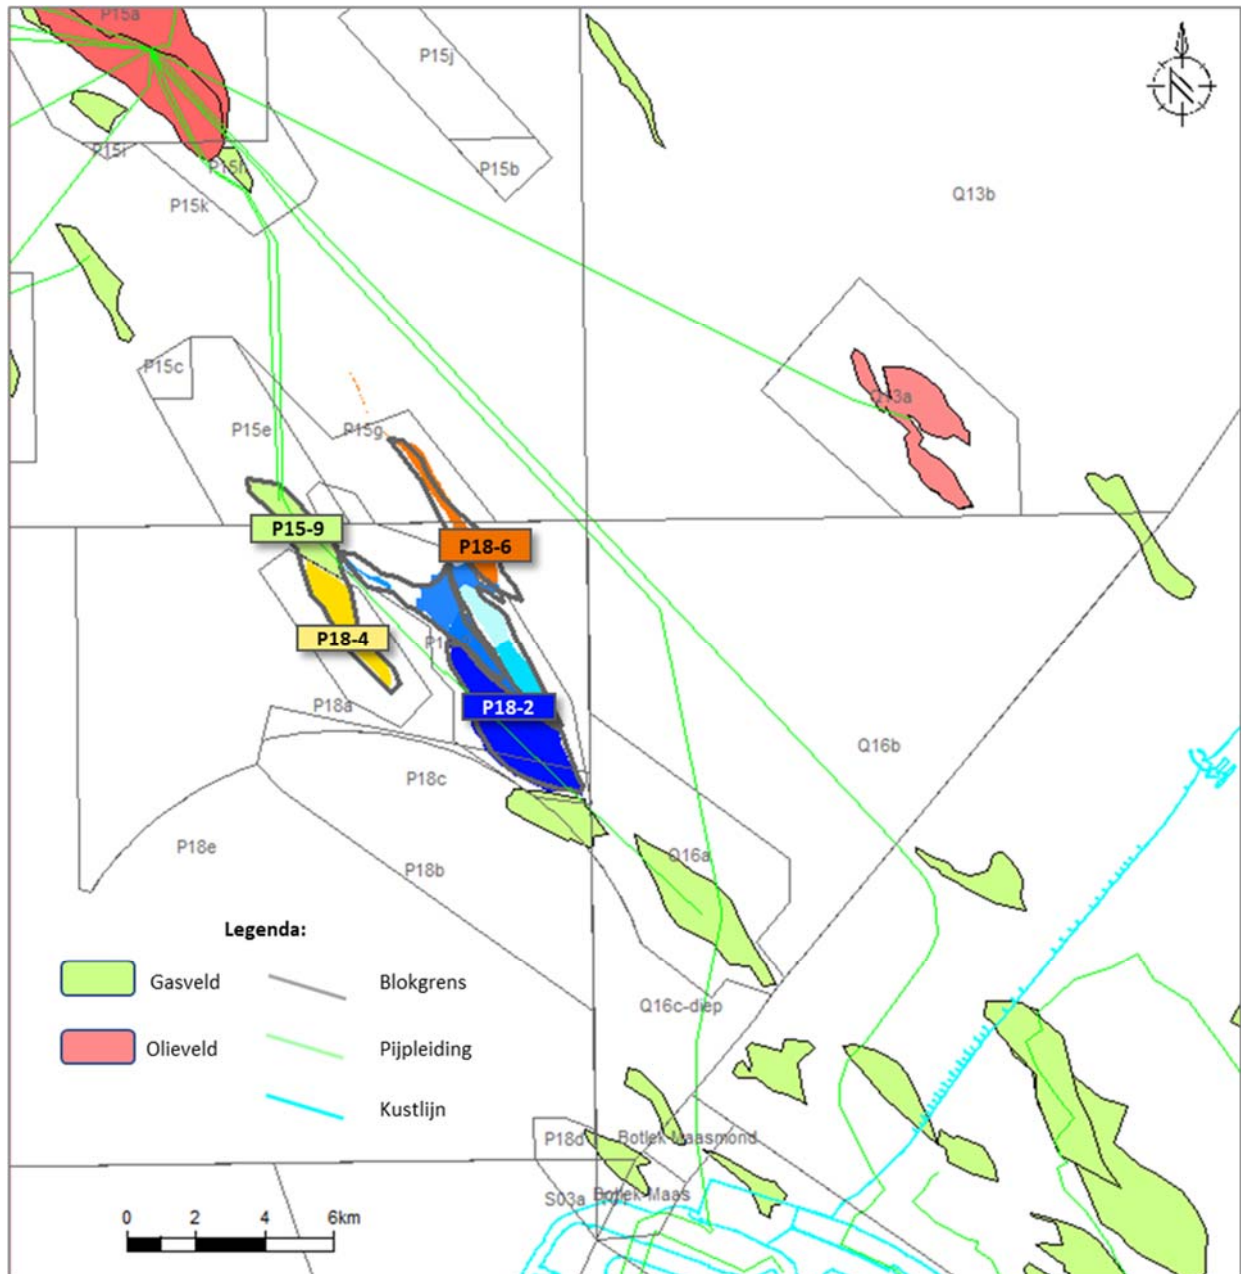 P15a
P15j
P15b
P15i
P15h
P15k
Q13b
P15c
P15e
P15g
Q13a
P15-9
P18-6
P18-4
P18-2
P18a
Q16b
P18c
P18e
P18b
Q16a
Legenda:
Gasveld
Blokgrens
Olieveld
Pijpleiding
Kustlijn
Q16c-diep
P18d
Botlek Maasmond
S03a
Botlek-Maas
0 2 4 6km